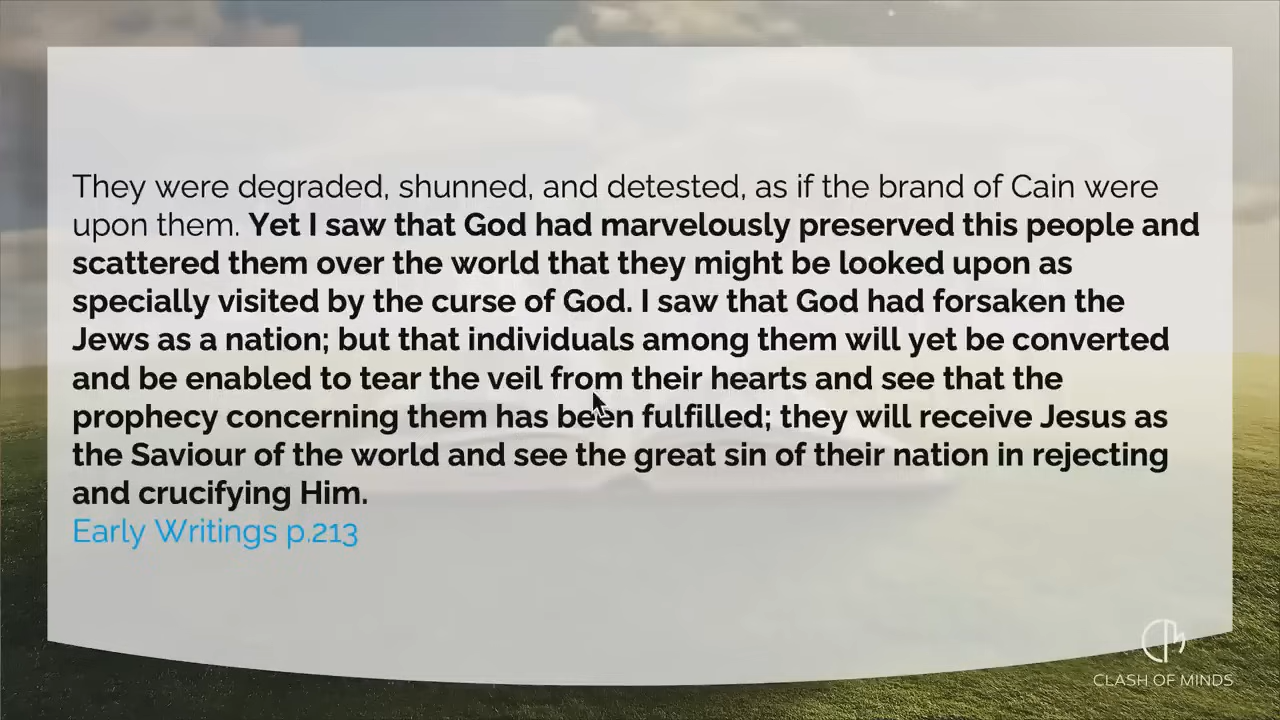 They were degraded, shunned, and detested, as if the brand of Cain were
upon them. Yet I saw that God had marvelously preserved this people and
scattered them over the world that they might be looked upon as
specially visited by the curse of God. I saw that God had forsaken the
Jews as a nation; but that individuals among them will yet be converted
and be enabled to tear the veil from their hearts and see that the
prophecy concerning them has been fulfilled; they will receive Jesus as
the Saviour of the world and see the great sin of their nation in rejecting
and crucifying Him.
Early Writings p.213
CLASH OF MINDS